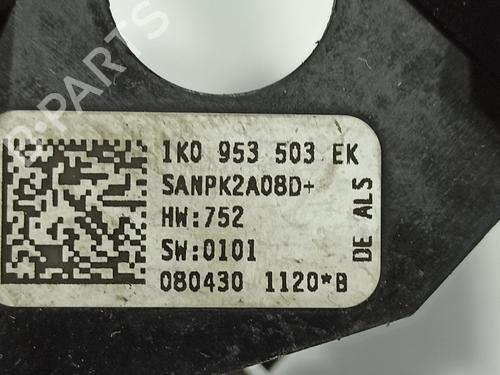 1K0 953 503 EK
SANPK2A08D+
HW:752
SW:0101
080430 1120*B
DE ALS
B-PARTS